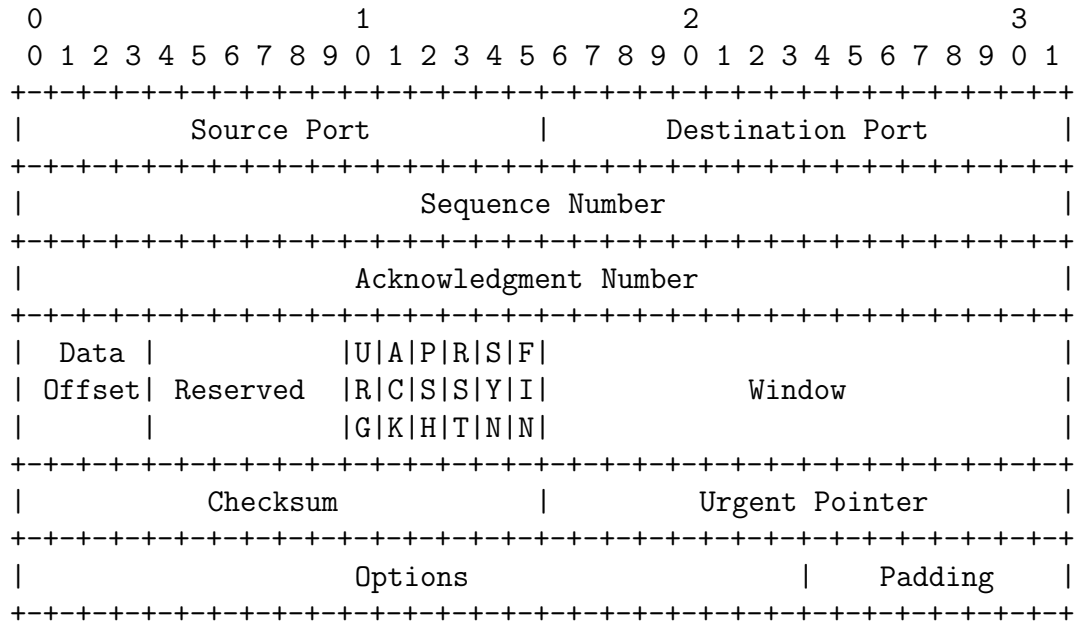 0                   1                   2                   3
 0 1 2 3 4 5 6 7 8 9 0 1 2 3 4 5 6 7 8 9 0 1 2 3 4 5 6 7 8 9 0 1
+-+-+-+-+-+-+-+-+-+-+-+-+-+-+-+-+-+-+-+-+-+-+-+-+-+-+-+-+-+-+-+-+
|          Source Port          |       Destination Port        |
+-+-+-+-+-+-+-+-+-+-+-+-+-+-+-+-+-+-+-+-+-+-+-+-+-+-+-+-+-+-+-+-+
|                        Sequence Number                        |
+-+-+-+-+-+-+-+-+-+-+-+-+-+-+-+-+-+-+-+-+-+-+-+-+-+-+-+-+-+-+-+-+
|                    Acknowledgment Number                      |
+-+-+-+-+-+-+-+-+-+-+-+-+-+-+-+-+-+-+-+-+-+-+-+-+-+-+-+-+-+-+-+-+
|  Data |           |U|A|P|R|S|F|                               |
| Offset| Reserved  |R|C|S|S|Y|I|            Window             |
|       |           |G|K|H|T|N|N|                               |
+-+-+-+-+-+-+-+-+-+-+-+-+-+-+-+-+-+-+-+-+-+-+-+-+-+-+-+-+-+-+-+-+
|           Checksum            |         Urgent Pointer        |
+-+-+-+-+-+-+-+-+-+-+-+-+-+-+-+-+-+-+-+-+-+-+-+-+-+-+-+-+-+-+-+-+
|                    Options                    |    Padding    |
+-+-+-+-+-+-+-+-+-+-+-+-+-+-+-+-+-+-+-+-+-+-+-+-+-+-+-+-+-+-+-+-+